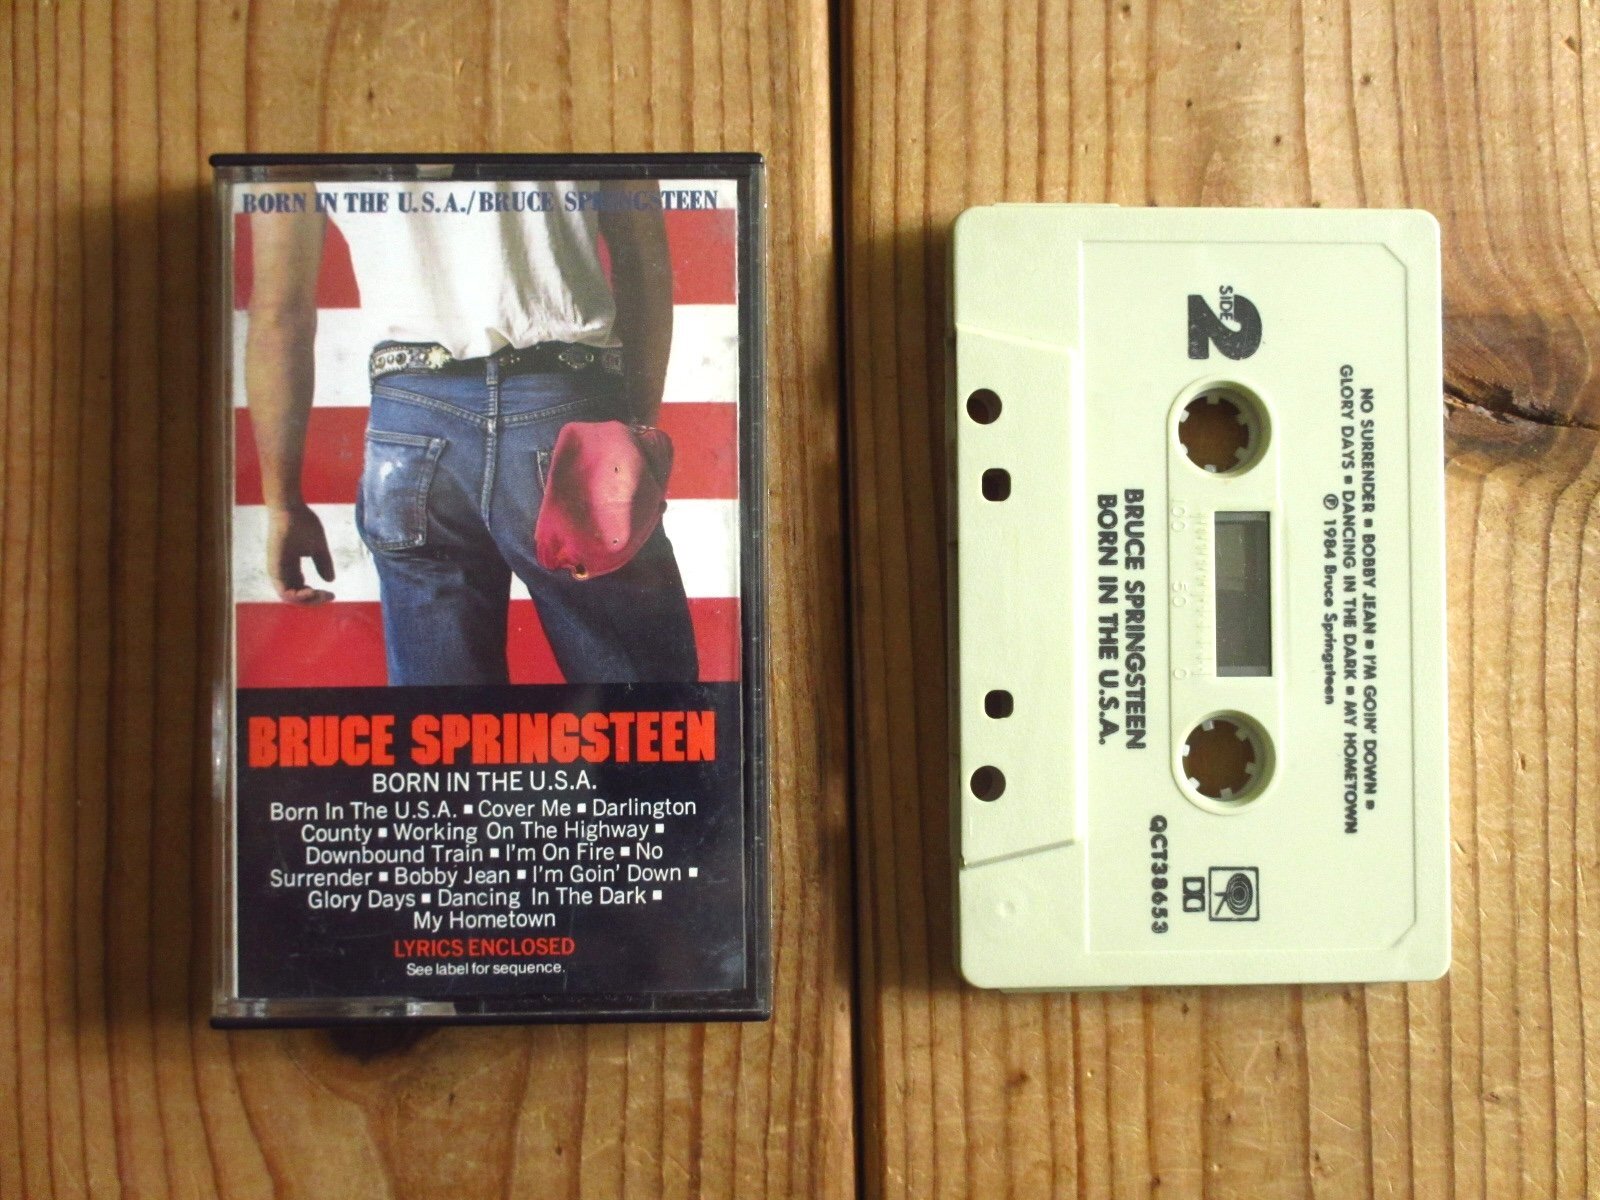 BORN IN THE U.S.A./BRUCE SPRINGSTEEN
BRUCE SPRINGSTEEN
BORN IN THE U.S.A.
Born In The U.S.A. ▪ Cover Me ▪ Darlington
County ▪ Working On The Highway ▪
Downbound Train ▪ I'm On Fire ▪ No
Surrender ▪ Bobby Jean ▪ I'm Goin' Down ▪
Glory Days ▪ Dancing In The Dark ▪
My Hometown
LYRICS ENCLOSED
See label for sequence.
SIDE
2
NO SURRENDER ▪ BOBBY JEAN ▪ I'M GOIN' DOWN ▪
GLORY DAYS ▪ DANCING IN THE DARK ▪ MY HOMETOWN
℗ 1984 Bruce Springsteen
100 50 0
BRUCE SPRINGSTEEN
BORN IN THE U.S.A.
QCT38653